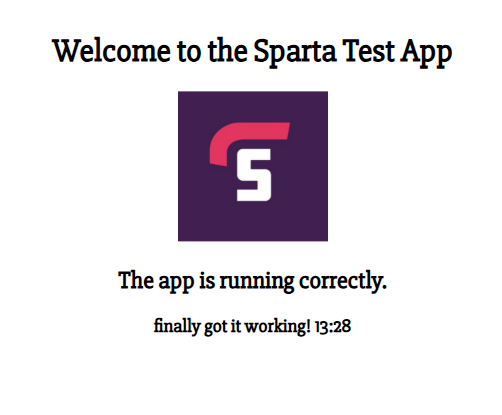 Welcome to the Sparta Test App
S
The app is running correctly.
finally got it working! 13:28